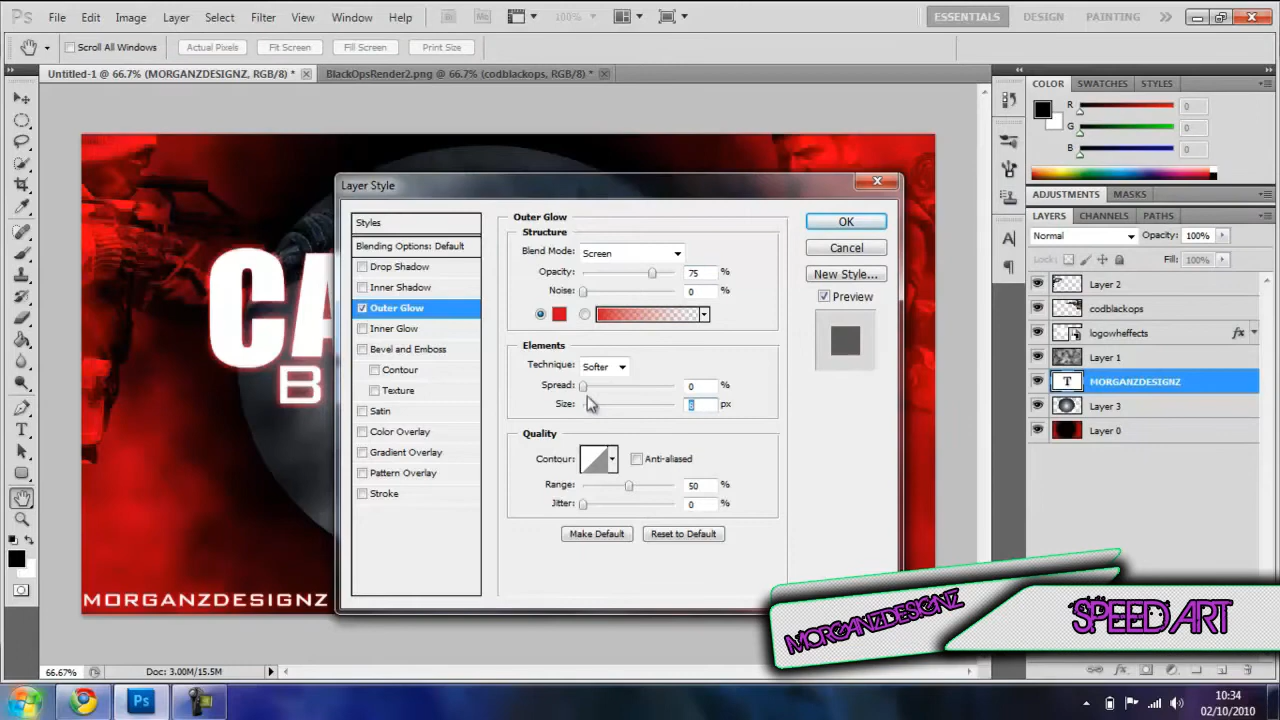 Ps File Edit Image Layer Select Filter View Window Help Br Mb 100% ESSENTIALS DESIGN PAINTING
Scroll All Windows Actual Pixels Fit Screen Fill Screen Print Size
Untitled-1 @ 66.7% (MORGANZDESIGNZ, RGB/8) * BlackOpsRender2.png @ 66.7% (codblackops, RGB/8) *
COLOR SWATCHES STYLES
R 0
G 0
B 0
ADJUSTMENTS MASKS
LAYERS CHANNELS PATHS
Normal Opacity: 100%
Lock: Fill: 100%
Layer 2
codblackops
logowheffects fx
Layer 1
T MORGANZDESIGNZ
Layer 3
Layer 0
CA
B
MORGANZDESIGNZ
Layer Style
Styles
Blending Options: Default
Drop Shadow
Inner Shadow
Outer Glow
Inner Glow
Bevel and Emboss
Contour
Texture
Satin
Color Overlay
Gradient Overlay
Pattern Overlay
Stroke
Outer Glow
Structure
Blend Mode: Screen
Opacity: 75 %
Noise: 0 %
Elements
Technique: Softer
Spread: 0 %
Size: px
Quality
Contour: Anti-aliased
Range: 50 %
Jitter: 0 %
Make Default Reset to Default
OK
Cancel
New Style...
Preview
MORGANZDESIGNZ
SPEED ART
66.67% Doc: 3.00M/15.5M
Ps
10:34
02/10/2010